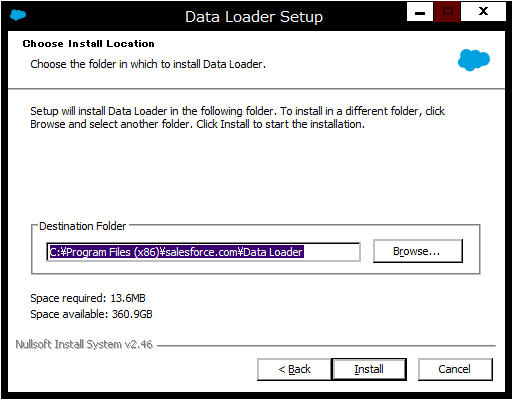 Data Loader Setup
Choose Install Location
Choose the folder in which to install Data Loader.
Setup will install Data Loader in the following folder. To install in a different folder, click
Browse and select another folder. Click Install to start the installation.
Destination Folder
C:¥Program Files (x86)¥salesforce.com¥Data Loader
Browse...
Space required: 13.6MB
Space available: 360.9GB
Nullsoft Install System v2.46
< Back
Install
Cancel